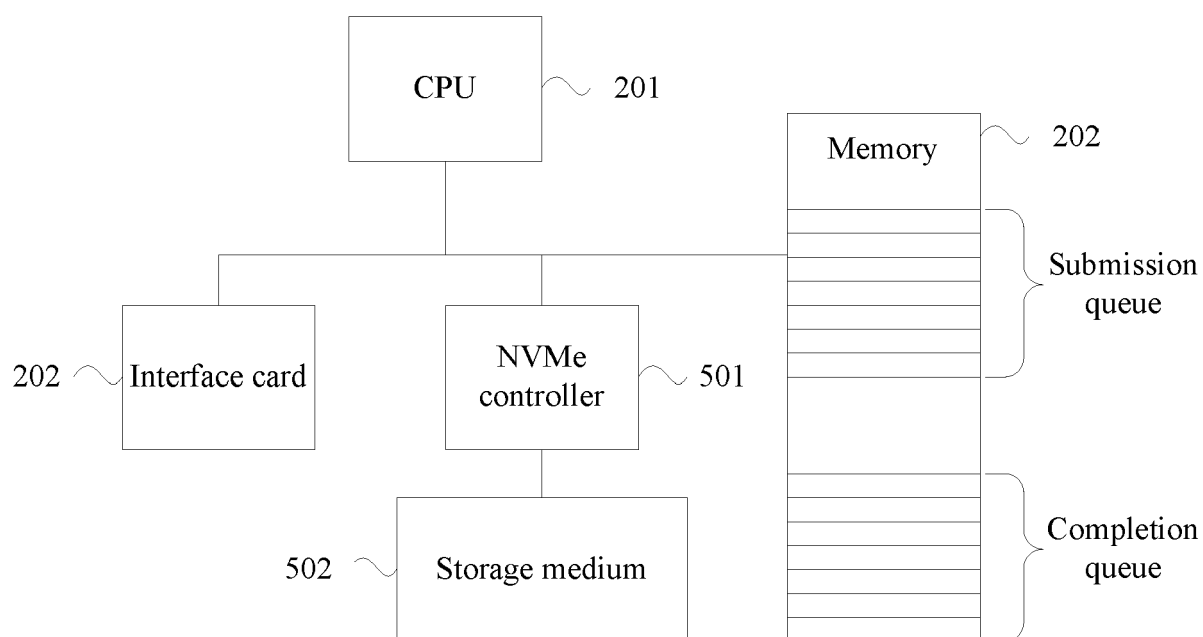 CPU
201
Memory
202
Submission
queue
202
Interface card
NVMe
controller
501
Completion
queue
502
Storage medium